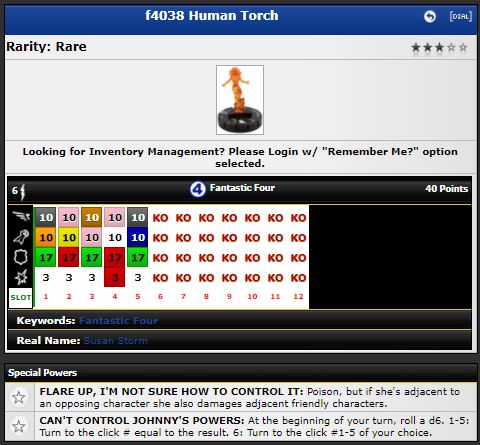 f4038 Human Torch
[DIAL]
Rarity: Rare
Looking for Inventory Management? Please Login w/ "Remember Me?" option
selected.
6 4 Fantastic Four 40 Points
10 10 10 10 10 KO KO KO KO KO KO KO
10 10 10 10 10 KO KO KO KO KO KO KO
17 17 17 17 17 KO KO KO KO KO KO KO
3 3 3 3 3 KO KO KO KO KO KO KO
SLOT 1 2 3 4 5 6 7 8 9 10 11 12
Keywords: Fantastic Four
Real Name: Susan Storm
Special Powers
FLARE UP, I'M NOT SURE HOW TO CONTROL IT: Poison, but if she's adjacent to
an opposing character she also damages adjacent friendly characters.
CAN'T CONTROL JOHNNY'S POWERS: At the beginning of your turn, roll a d6. 1-5:
Turn to the click # equal to the result. 6: Turn to the click #1-5 of your choice.